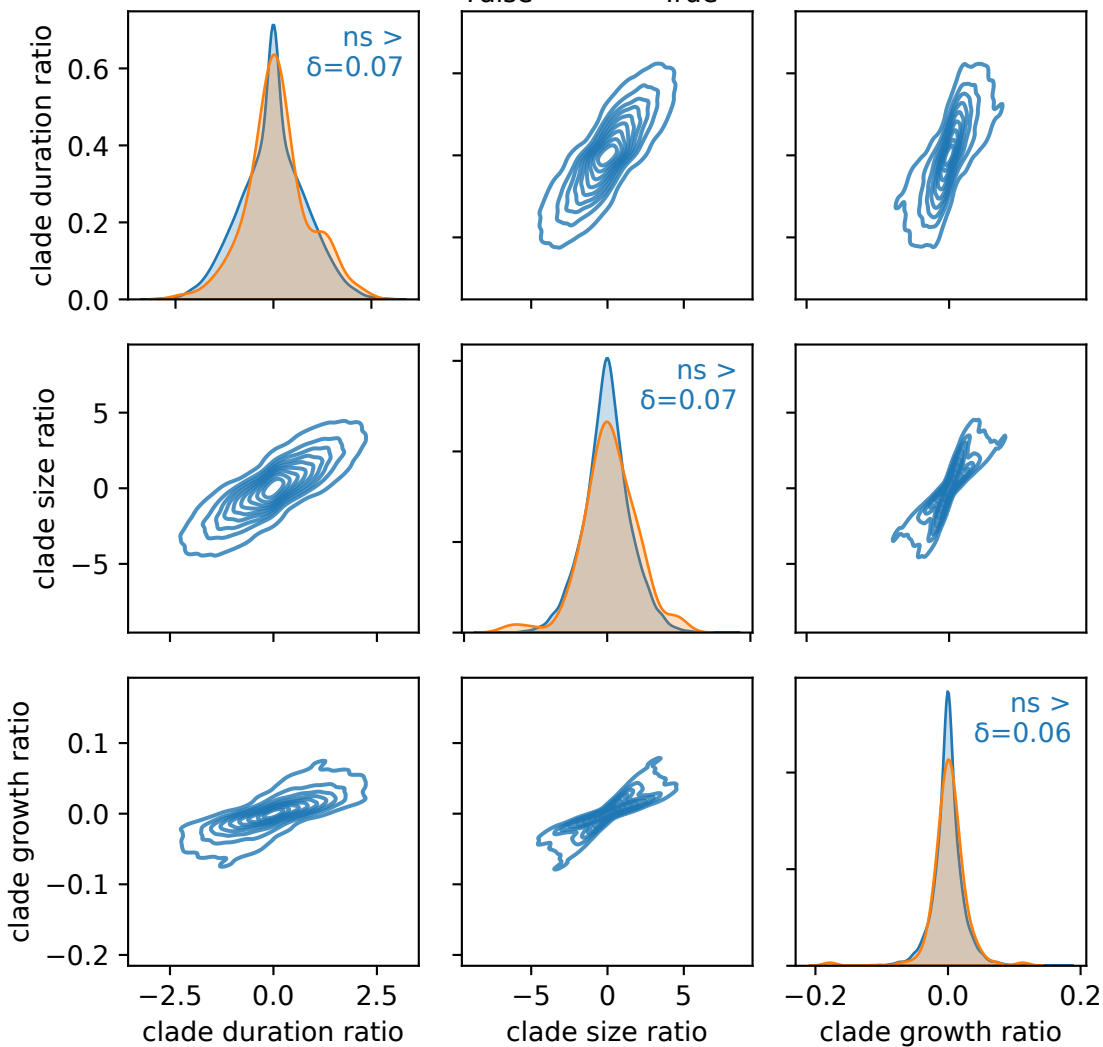 False True
clade duration ratio
0.6
0.4
0.2
0.0
ns >
δ=0.07
clade size ratio
5
0
−5
ns >
δ=0.07
clade growth ratio
0.1
0.0
−0.1
−0.2
ns >
δ=0.06
−2.5 0.0 2.5
−5 0 5
−0.2 0.0 0.2
clade duration ratio
clade size ratio
clade growth ratio